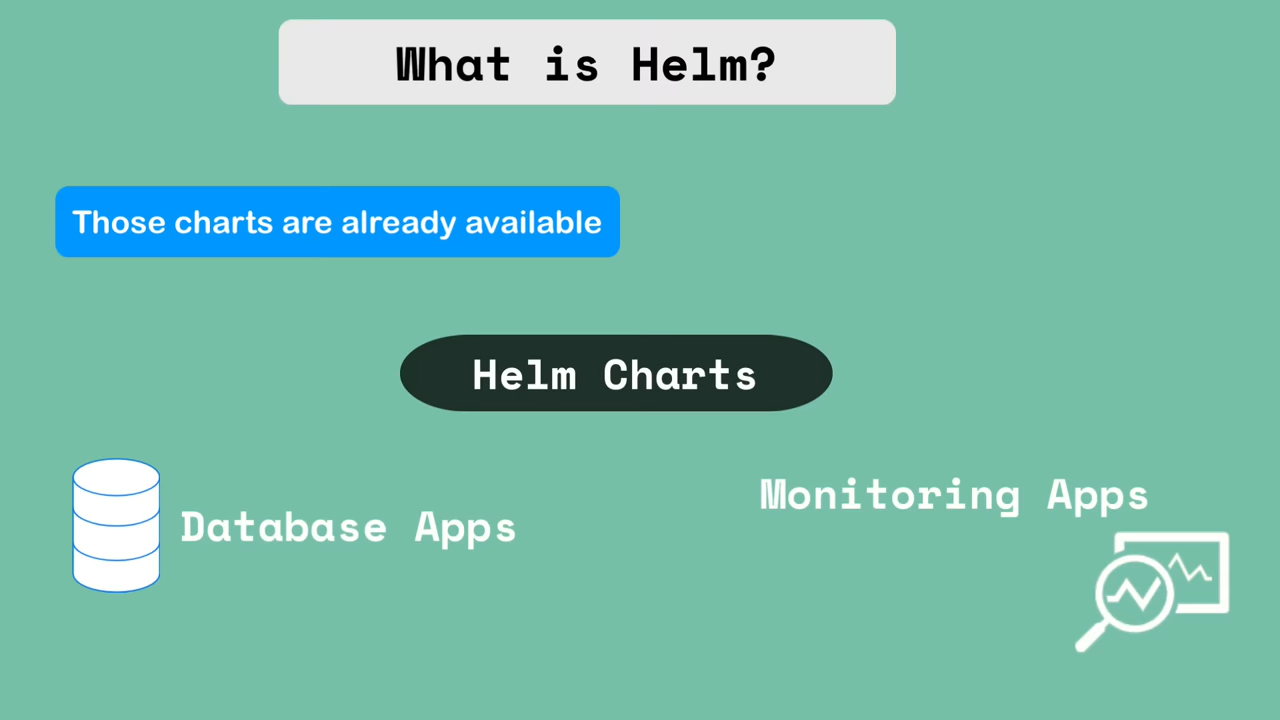 What is Helm?
Those charts are already available
Helm Charts
Monitoring Apps
Database Apps